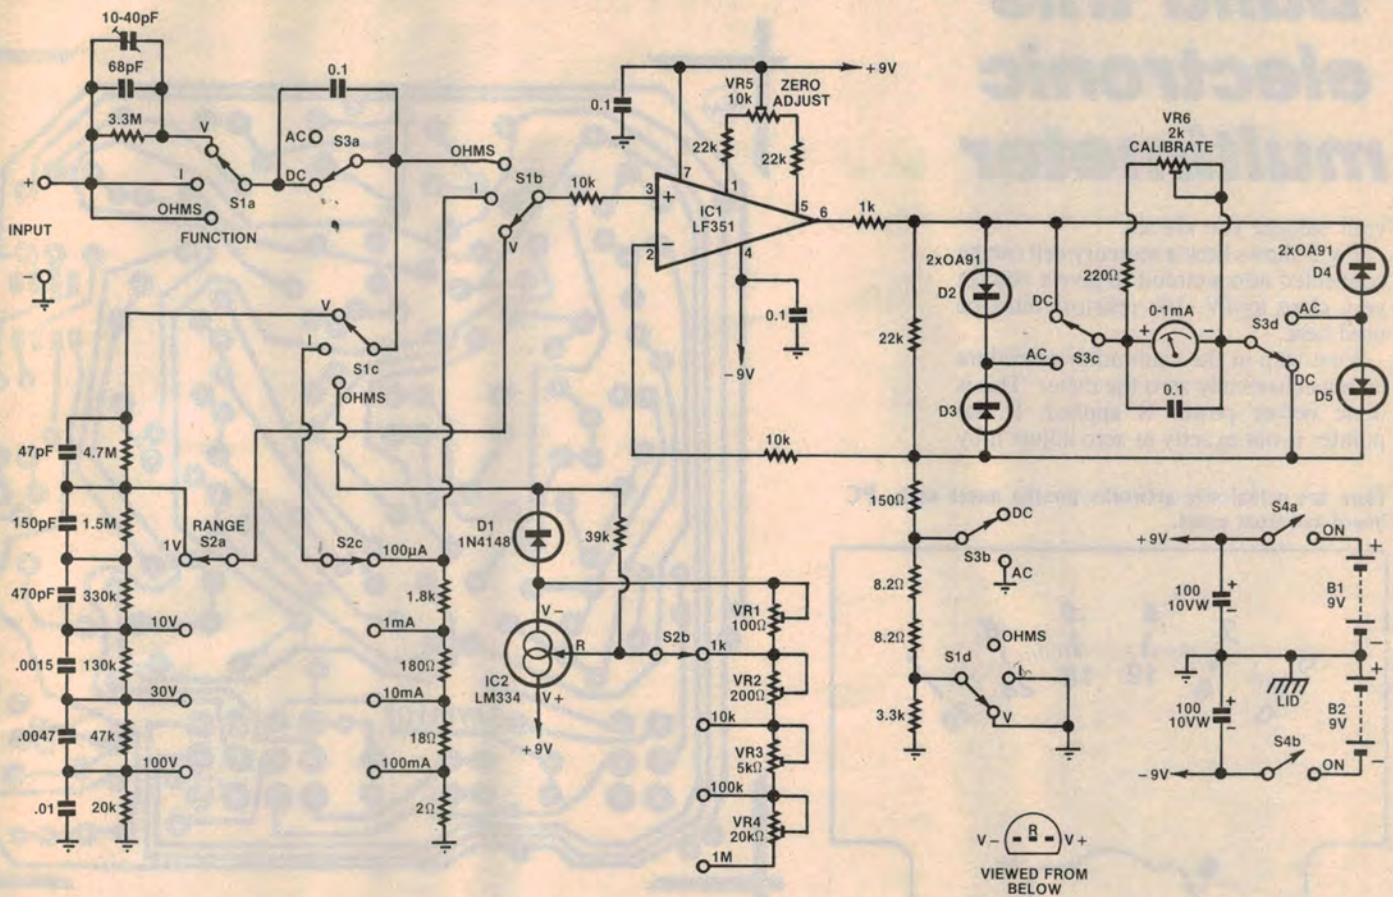 electronic
multimeter
10-40pF
68pF
3.3M
+
INPUT
-
V
I
OHMS
S1a
FUNCTION
0.1
AC
S3a
DC
OHMS
I
S1b
V
10k
0.1
+9V
VR5
10k
ZERO
ADJUST
22k
22k
7
1
3
+
IC1
LF351
5
6
2
-
4
1k
0.1
-9V
22k
10k
2xOA91
D2
D3
DC
S3c
AC
VR6
2k
CALIBRATE
220Ω
0-1mA
+
-
0.1
S3d
AC
DC
2xOA91
D4
D5
V
I
S1c
OHMS
47pF
4.7M
150pF
1.5M
470pF
330k
.0015
130k
.0047
47k
.01
20k
RANGE
S2a
1V
10V
30V
100V
I
S2c
100μA
1.8k
1mA
180Ω
10mA
18Ω
100mA
2Ω
D1
1N4148
39k
V-
R
IC2
LM334
V+
+9V
S2b
1k
10k
100k
1M
VR1
100Ω
VR2
200Ω
VR3
5kΩ
VR4
20kΩ
150Ω
8.2Ω
8.2Ω
3.3k
DC
S3b
AC
OHMS
S1d
I
V
V-
R
V+
VIEWED FROM
BELOW
+9V
S4a
ON
+
B1
9V
-
100
10VW
+
-
LID
100
10VW
+
-
+
B2
9V
-
-9V
S4b
ON